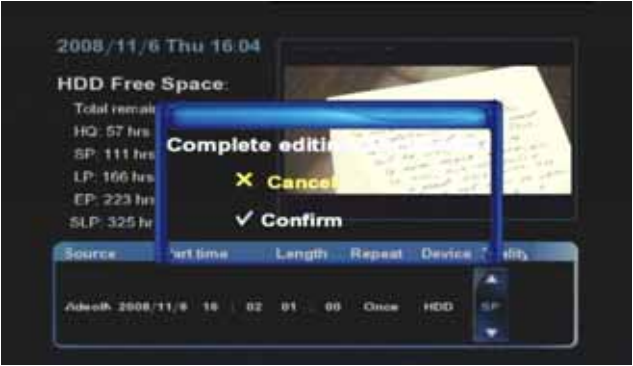 2008/11/6 Thu 16:04
HDD Free Space:
Total
HQ: 57 hrs
SP: 111 hrs
LP: 166 hrs
EP: 223 hrs
SLP: 325 hr
Complete
✕ Cancel
✓ Confirm
Source time Length Repeat Device
2008/11/6 16 : 02 01 : 00 Once HDD SP